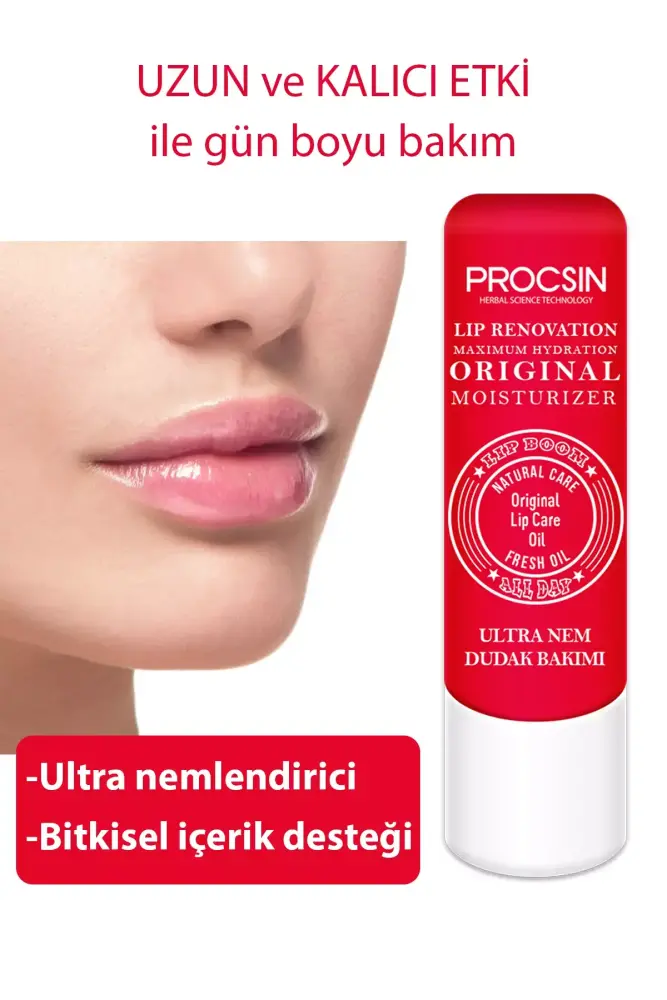 UZUN ve KALICI ETKİ
ile gün boyu bakım
PROCSIN
HERBAL SCIENCE TECHNOLOGY
LIP RENOVATION
MAXIMUM HYDRATION
ORIGINAL
MOISTURIZER
LIP BOOM
NATURAL CARE
Original
Lip Care
Oil
FRESH OIL
ALL DAY
ULTRA NEM
DUDAK BAKIMI
-Ultra nemlendirici
-Bitkisel içerik desteği